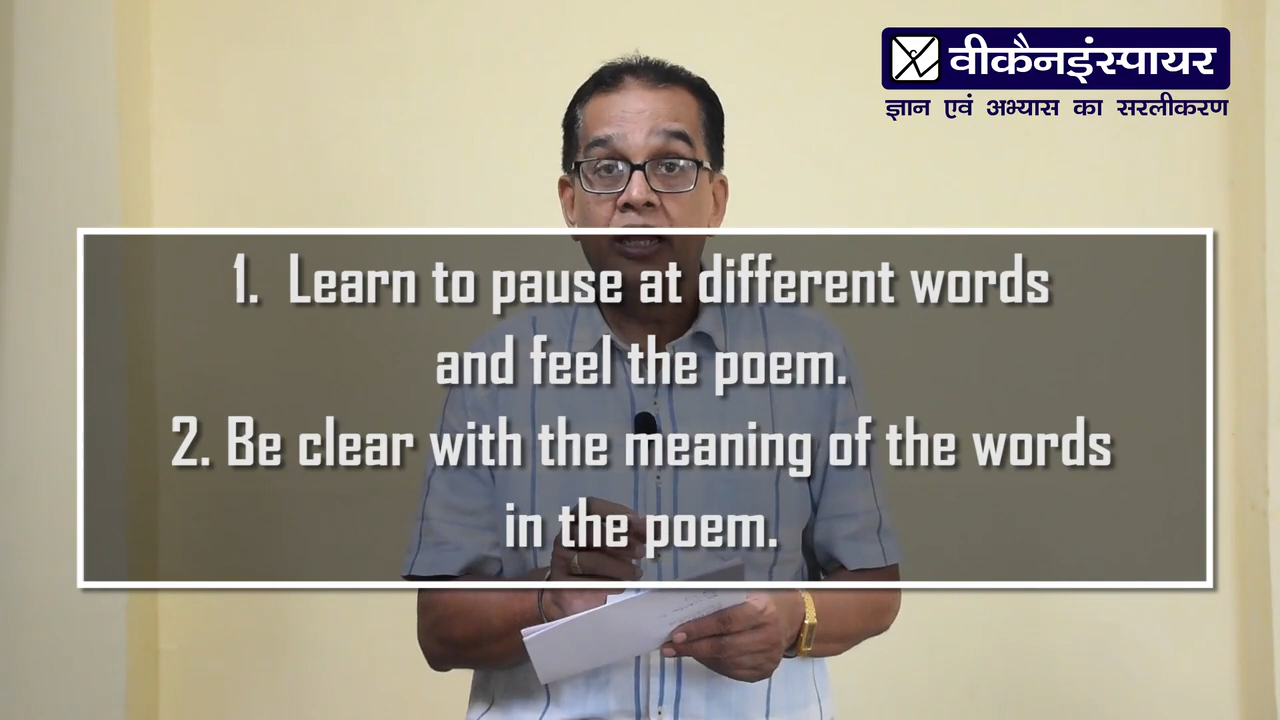 वीकैनइंस्पायर
ज्ञान एवं अभ्यास का सरलीकरण
1. Learn to pause at different words
and feel the poem.
2. Be clear with the meaning of the words
in the poem.